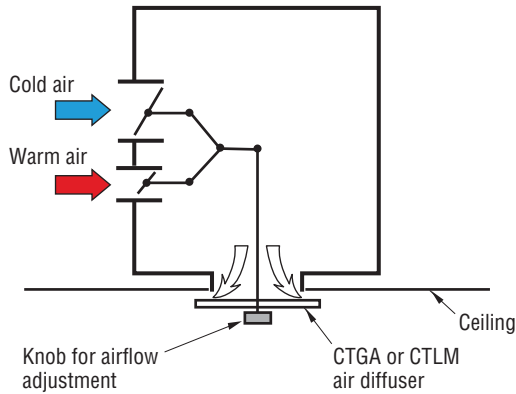 Cold air
Warm air
Ceiling
Knob for airflow
adjustment
CTGA or CTLM
air diffuser